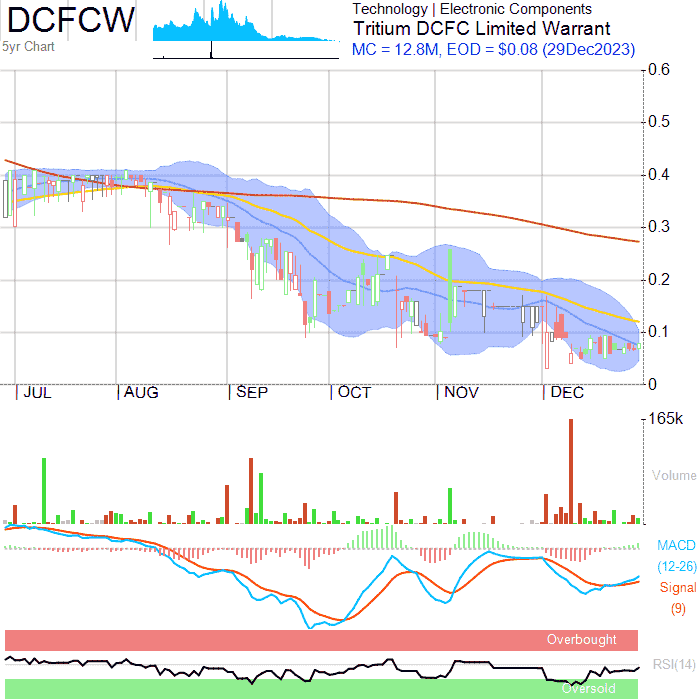 DCFCW
5yr Chart
Technology | Electronic Components
Tritium DCFC Limited Warrant
MC = 12.8M, EOD = $0.08 (29Dec2023)
0.6
0.5
0.4
0.3
0.2
0.1
0
JUL AUG SEP OCT NOV DEC
165k
Volume
MACD
(12-26)
Signal
(9)
Overbought
RSI(14)
Oversold